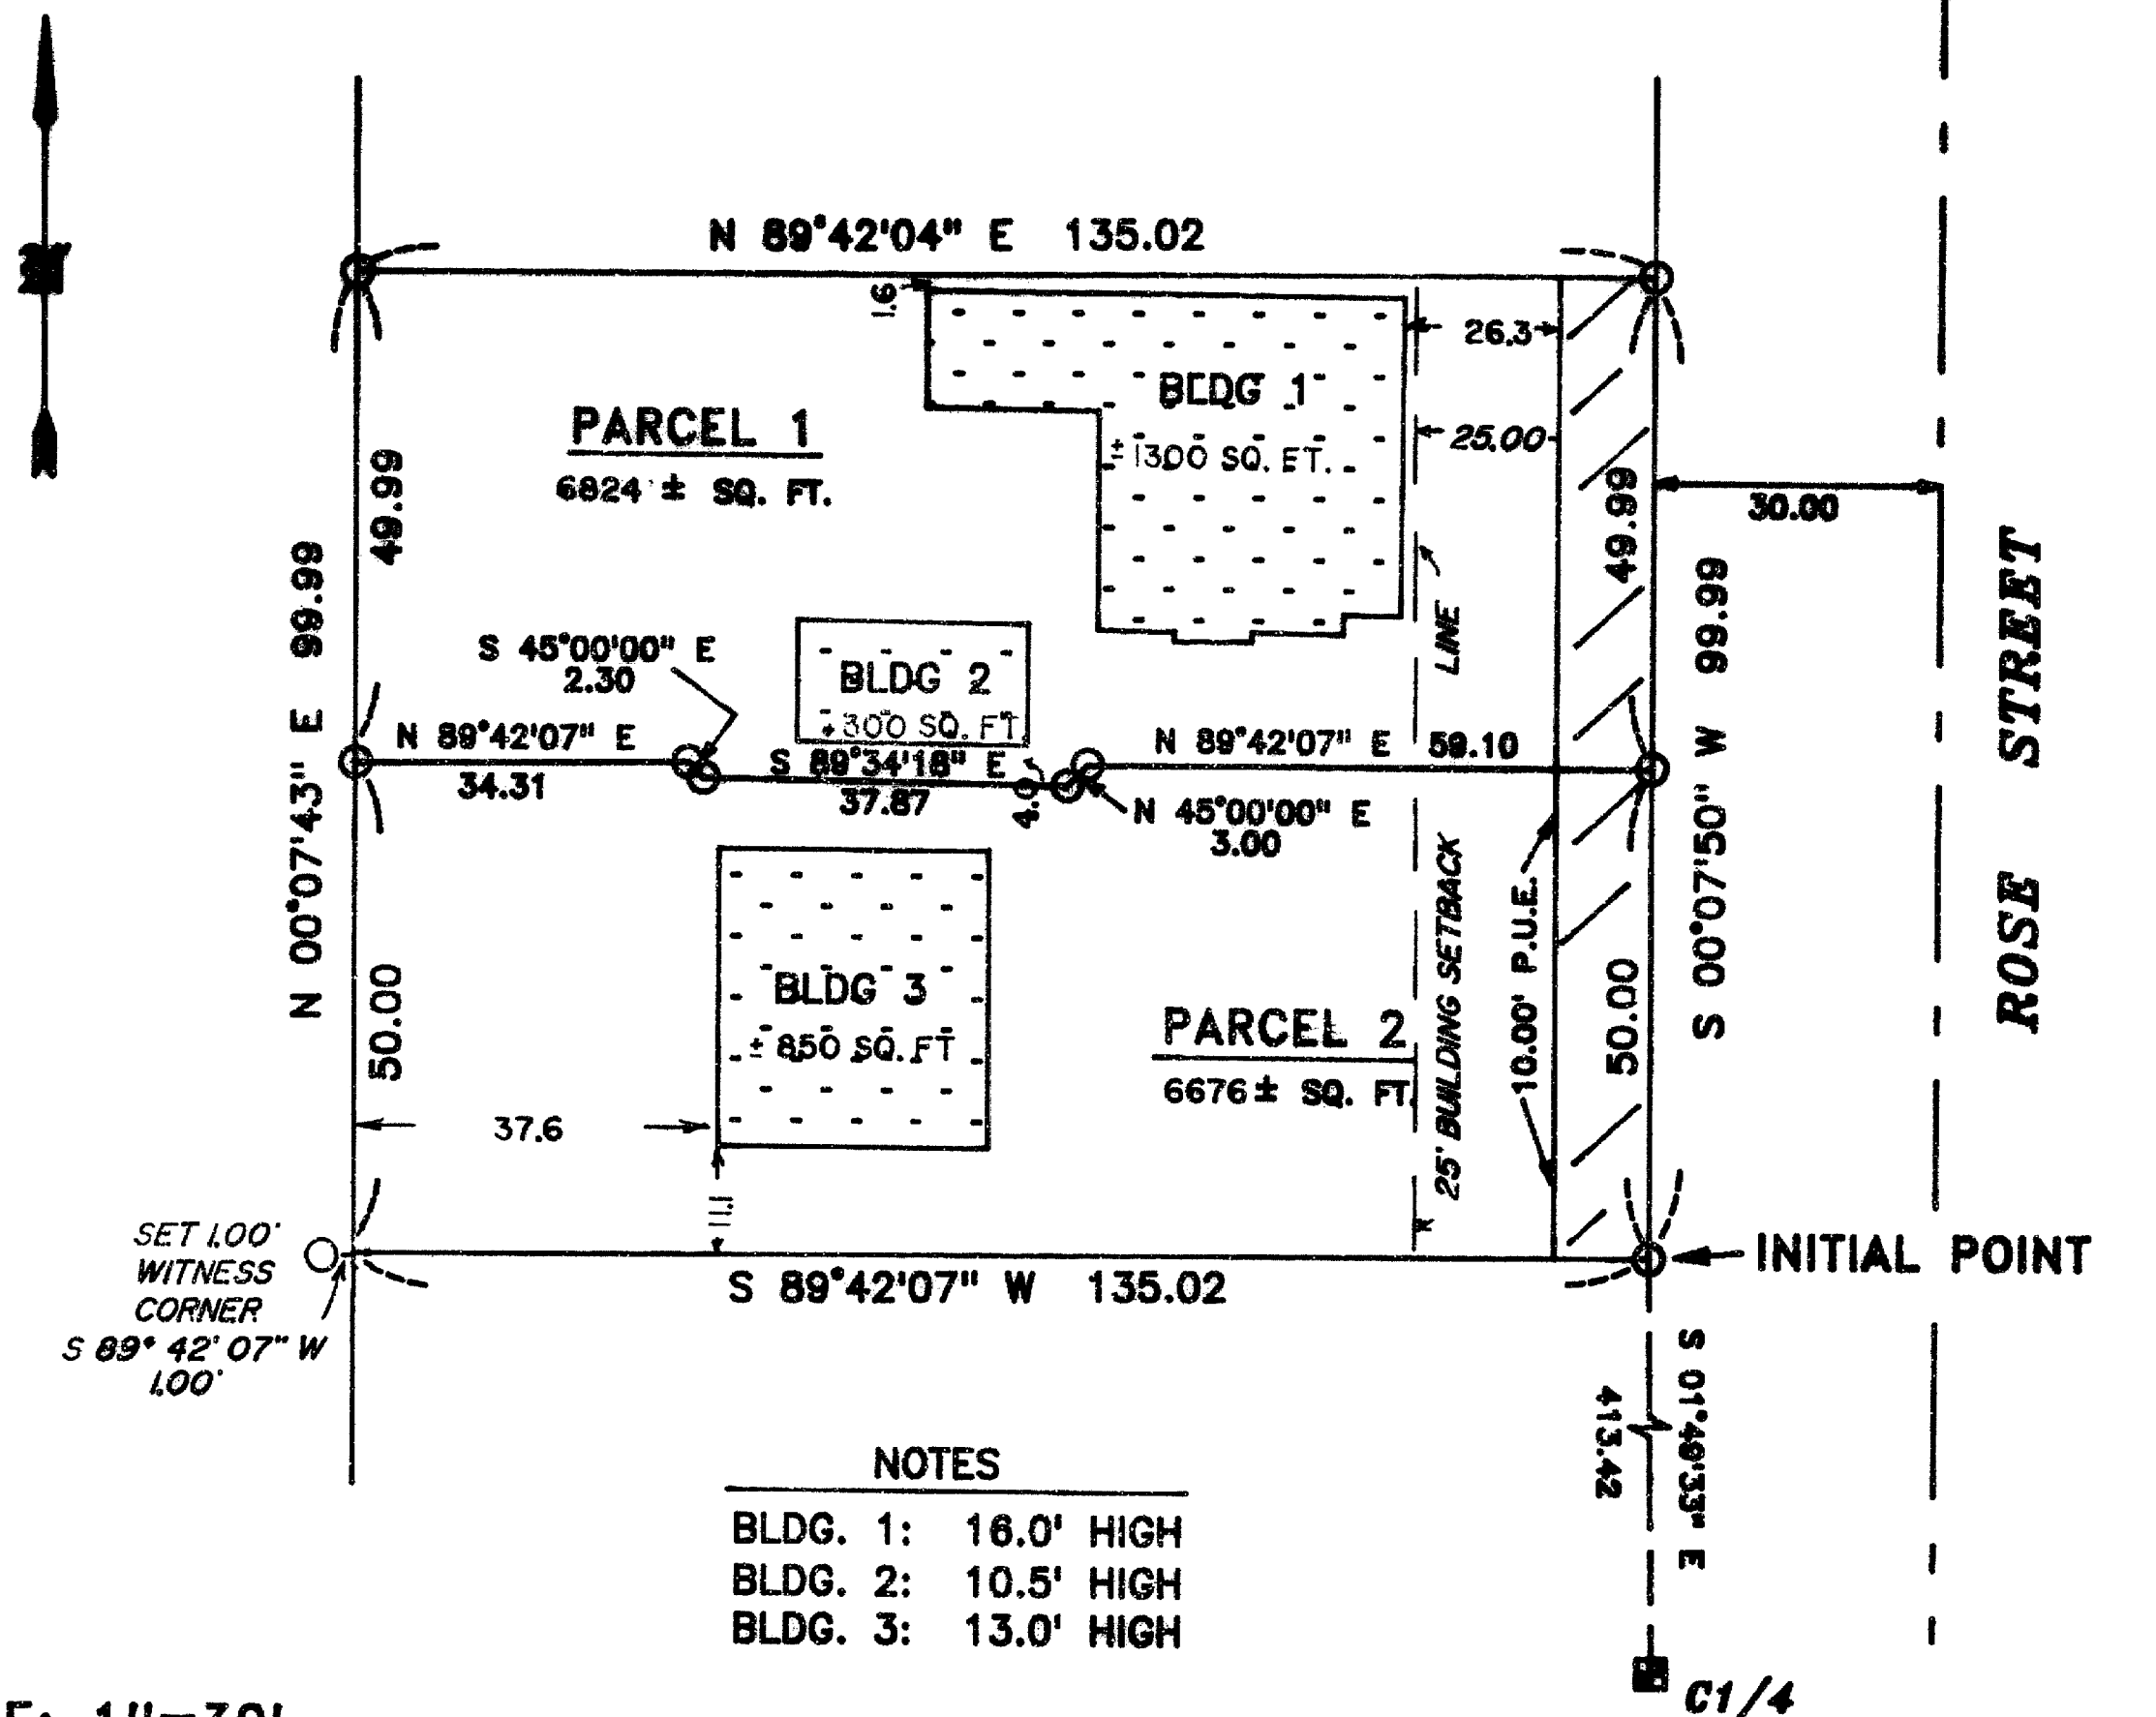 N 89°42'04" E 135.02
1.6
26.3
BLDG 1
± 1300 SQ. FT.
25.00
PARCEL 1
6824 ± SQ. FT.
49.99
N 00°07'43" E 99.99
49.99
30.00
S 00°07'50" W 99.99
ROSE STREET
LINE
S 45°00'00" E
2.30
BLDG 2
± 300 SQ. FT
N 89°42'07" E
34.31
S 89°34'18" E
37.87
4.0
N 89°42'07" E 59.10
N 45°00'00" E
3.00
BLDG 3
± 850 SQ. FT
PARCEL 2
6676 ± SQ. FT.
25' BUILDING SETBACK
10.00' P.U.E.
50.00
50.00
37.6
11.1
SET 1.00'
WITNESS
CORNER
S 89° 42' 07" W
1.00'
S 89°42'07" W 135.02
INITIAL POINT
413.42
S 01°49'33" E
NOTES
BLDG. 1: 16.0' HIGH
BLDG. 2: 10.5' HIGH
BLDG. 3: 13.0' HIGH
C1/4